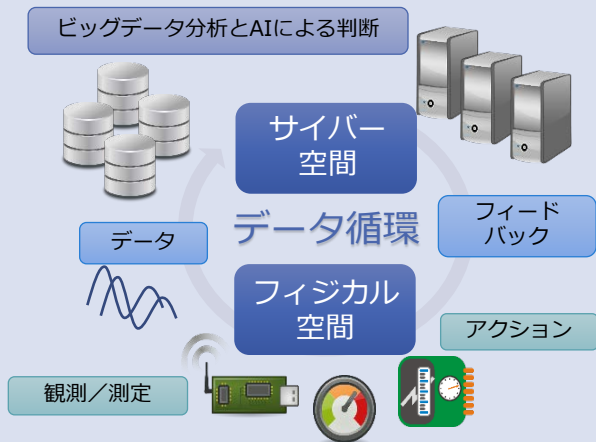 ビッグデータ分析とAIによる判断
サイバー
空間
データ循環
データ
フィード
バック
フィジカル
空間
アクション
観測／測定